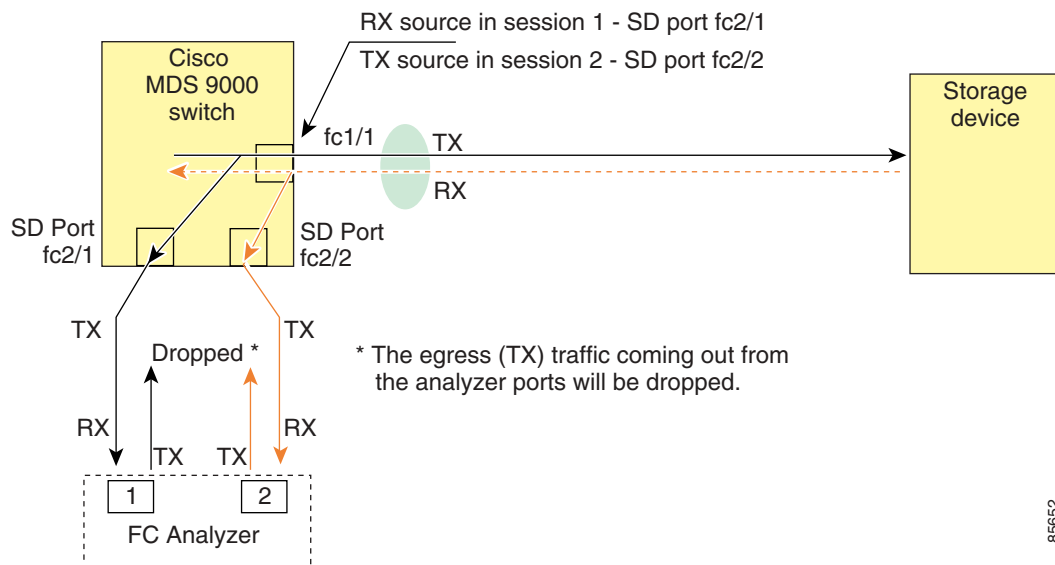 RX source in session 1 - SD port fc2/1
TX source in session 2 - SD port fc2/2
Cisco
MDS 9000
switch
Storage
device
fc1/1
TX
RX
SD Port
fc2/1
SD Port
fc2/2
TX
TX
Dropped *
* The egress (TX) traffic coming out from
the analyzer ports will be dropped.
RX
TX
TX
RX
1
2
FC Analyzer
85652